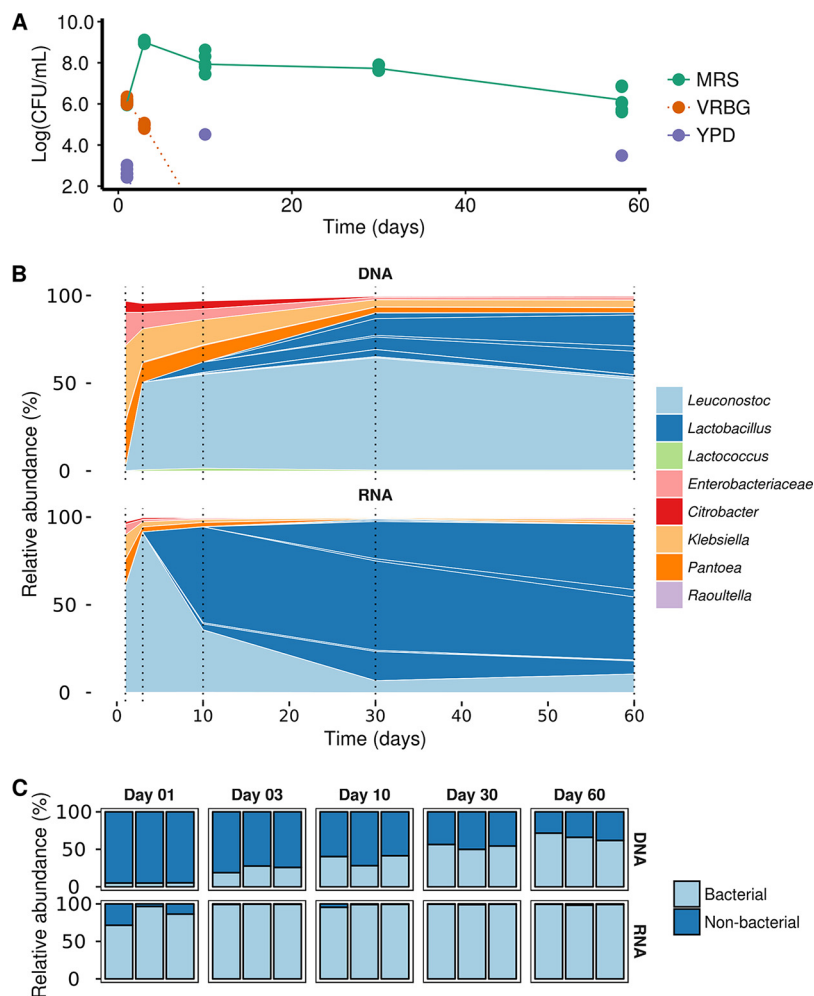 A
10.0
8.0
6.0
4.0
2.0
Log(CFU/mL)
0 20 40 60
Time (days)
MRS
VRBG
YPD
B
DNA
100
50
0
RNA
100
50
0
Relative abundance (%)
0 10 20 30 40 50 60
Time (days)
Leuconostoc
Lactobacillus
Lactococcus
Enterobacteriaceae
Citrobacter
Klebsiella
Pantoea
Raoultella
C
Day 01 Day 03 Day 10 Day 30 Day 60
100
50
0
DNA
100
50
0
RNA
Relative abundance (%)
Bacterial
Non-bacterial